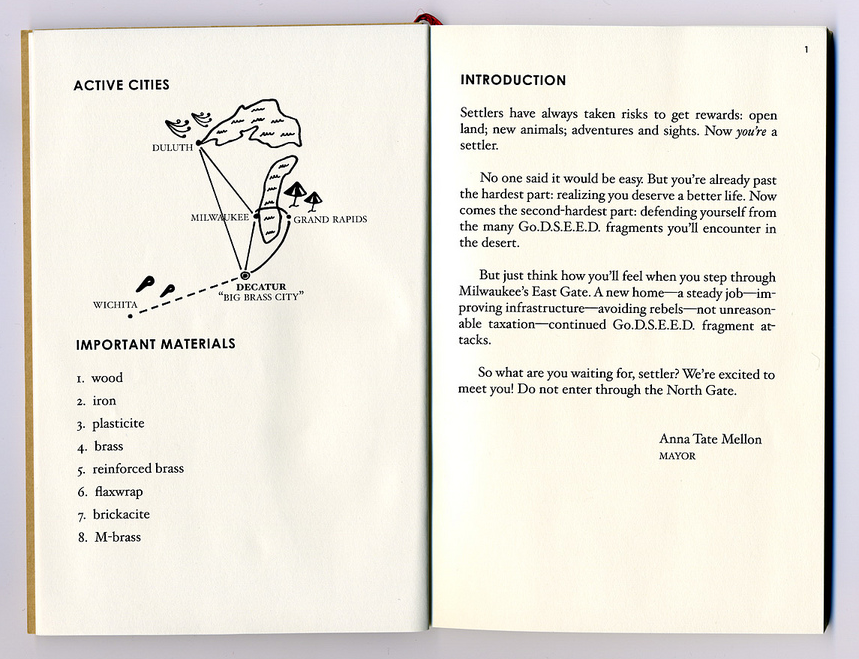 ACTIVE CITIES
DULUTH
MILWAUKEE
GRAND RAPIDS
DECATUR
“BIG BRASS CITY”
WICHITA
IMPORTANT MATERIALS
1. wood
2. iron
3. plasticite
4. brass
5. reinforced brass
6. flaxwrap
7. brickacite
8. M-brass
1
INTRODUCTION
Settlers have always taken risks to get rewards: open
land; new animals; adventures and sights. Now you’re a
settler.
No one said it would be easy. But you’re already past
the hardest part: realizing you deserve a better life. Now
comes the second-hardest part: defending yourself from
the many Go.D.S.E.E.D. fragments you’ll encounter in
the desert.
But just think how you’ll feel when you step through
Milwaukee’s East Gate. A new home—a steady job—im-
proving infrastructure—avoiding rebels—not unreason-
able taxation—continued Go.D.S.E.E.D. fragment at-
tacks.
So what are you waiting for, settler? We’re excited to
meet you! Do not enter through the North Gate.
Anna Tate Mellon
MAYOR